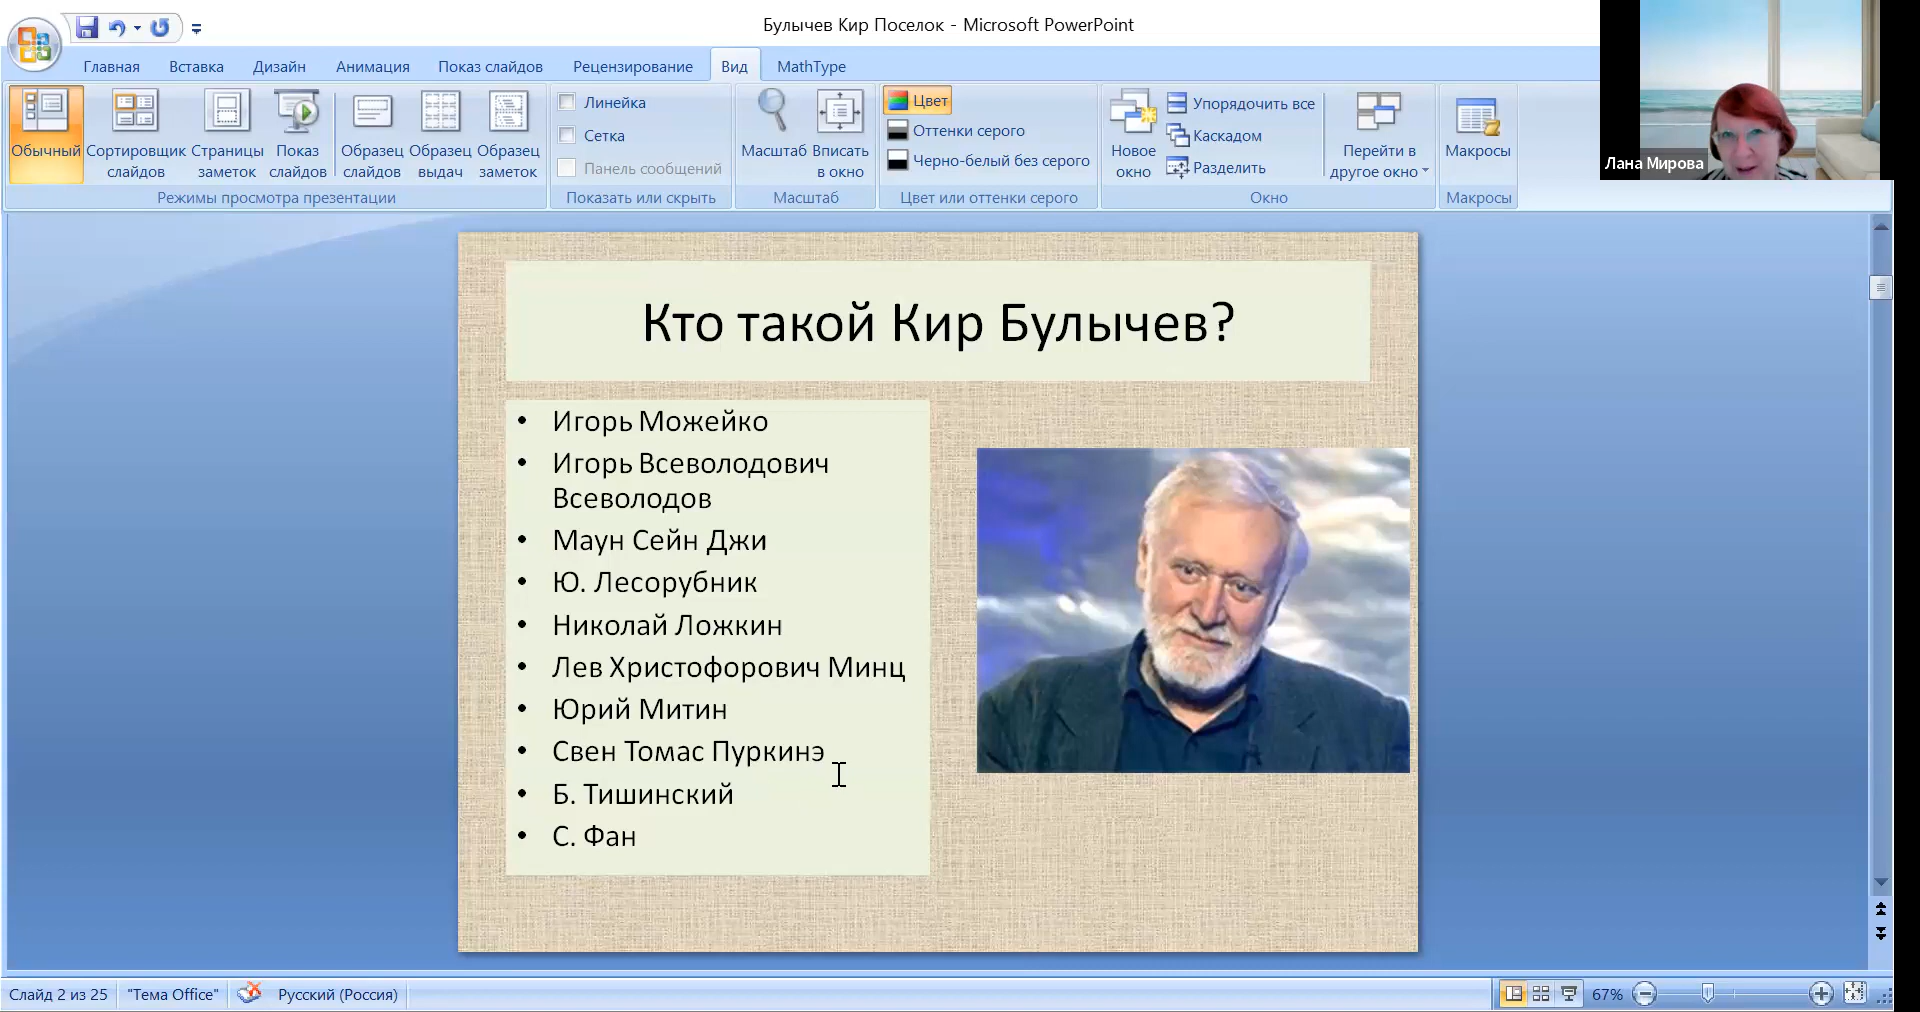 Булычев Кир Поселок - Microsoft PowerPoint
Главная Вставка Дизайн Анимация Показ слайдов Рецензирование Вид MathType
Обычный
Сортировщик слайдов
Страницы заметок
Показ слайдов
Образец слайдов
Образец выдач
Образец заметок
Режимы просмотра презентации
Линейка
Сетка
Панель сообщений
Показать или скрыть
Масштаб
Вписать в окно
Масштаб
Цвет
Оттенки серого
Черно-белый без серого
Цвет или оттенки серого
Новое окно
Упорядочить все
Каскадом
Разделить
Перейти в другое окно
Окно
Макросы
Макросы
Лана Мирова
Кто такой Кир Булычев?
• Игорь Можейко
• Игорь Всеволодович
Всеволодов
• Маун Сейн Джи
• Ю. Лесорубник
• Николай Ложкин
• Лев Христофорович Минц
• Юрий Митин
• Свен Томас Пуркинэ
• Б. Тишинский
• С. Фан
Слайд 2 из 25 "Тема Office" Русский (Россия) 67%